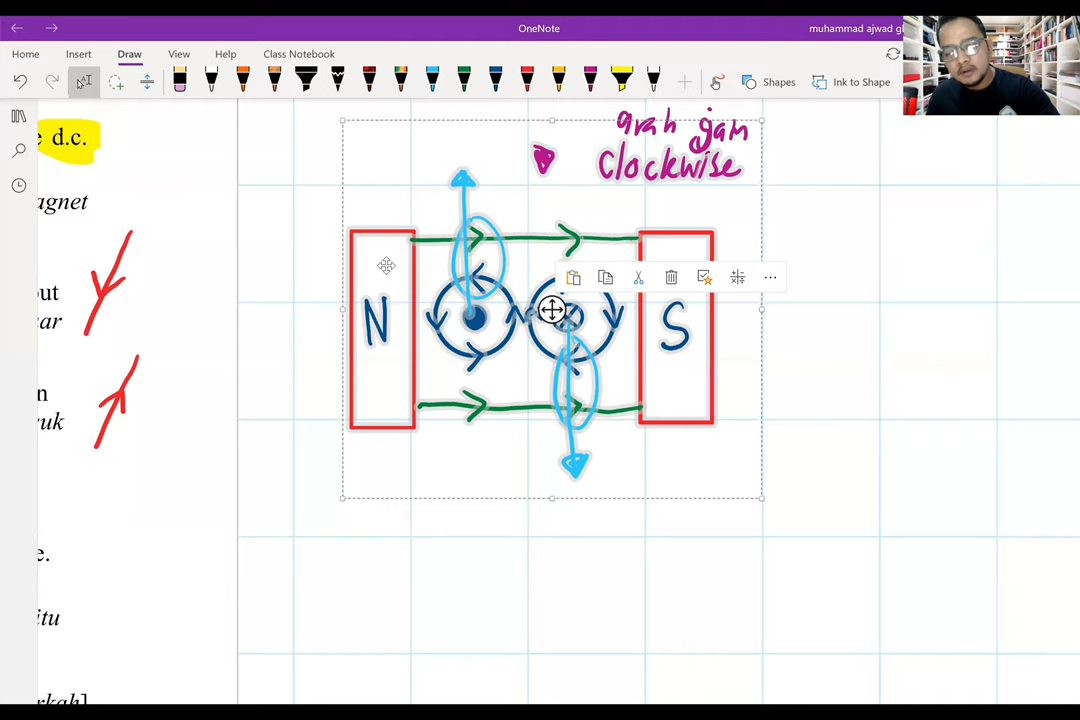 OneNote
muhammad ajwad g
Home Insert Draw View Help Class Notebook
Shapes Ink to Shape
e d.c.
agnet
out
ar
n
uk
e.
itu
rkah]
arah jam
Clockwise
N
S